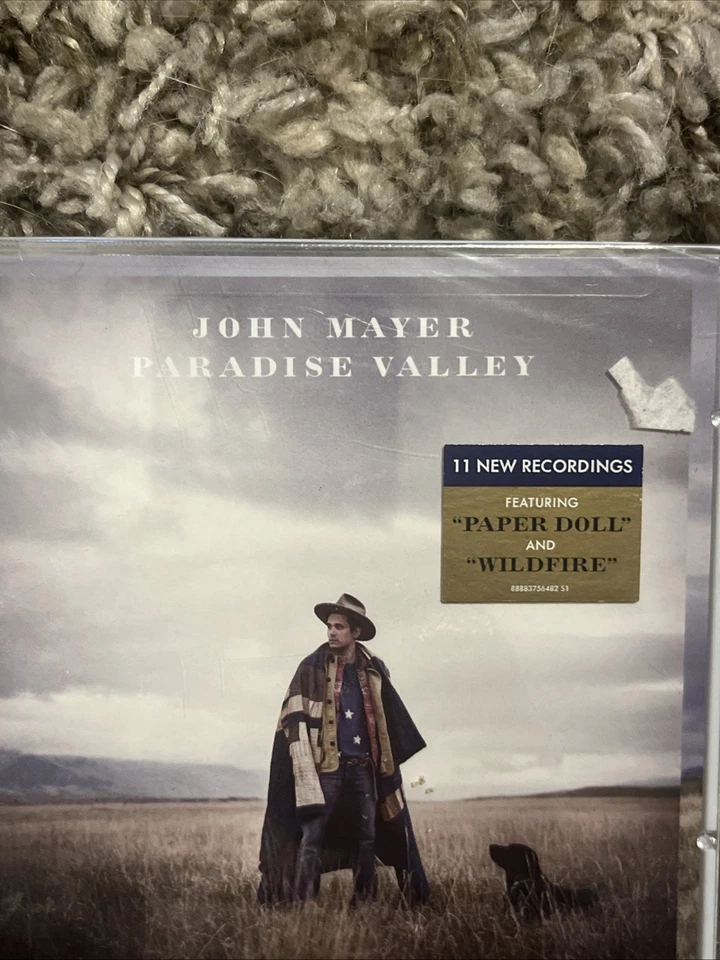 JOHN MAYER
PARADISE VALLEY
11 NEW RECORDINGS
FEATURING
“PAPER DOLL”
AND
“WILDFIRE”
88883756482 S1